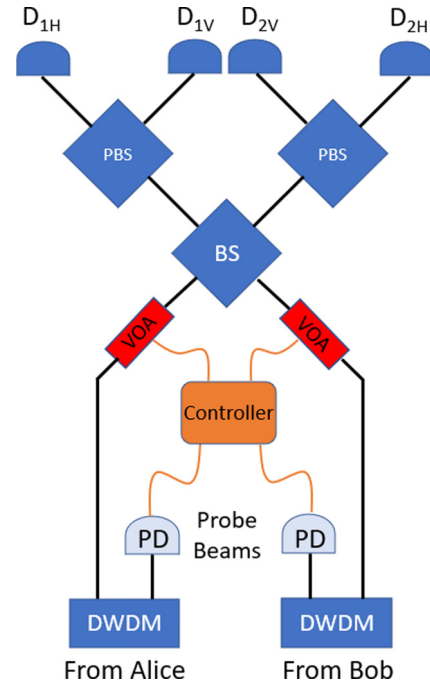 D1H
D1V
D2V
D2H
PBS
PBS
BS
VOA
VOA
Controller
PD
Probe
Beams
PD
DWDM
DWDM
From Alice
From Bob